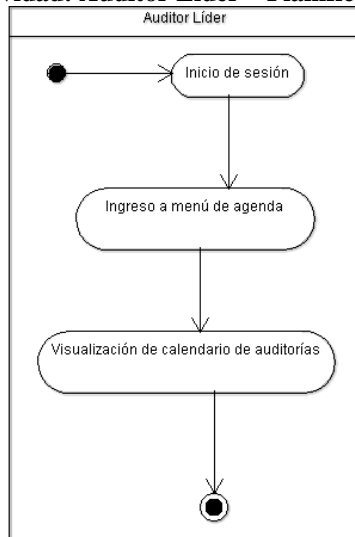 Auditor Líder
Inicio de sesión
Ingreso a menú de agenda
Visualización de calendario de auditorías